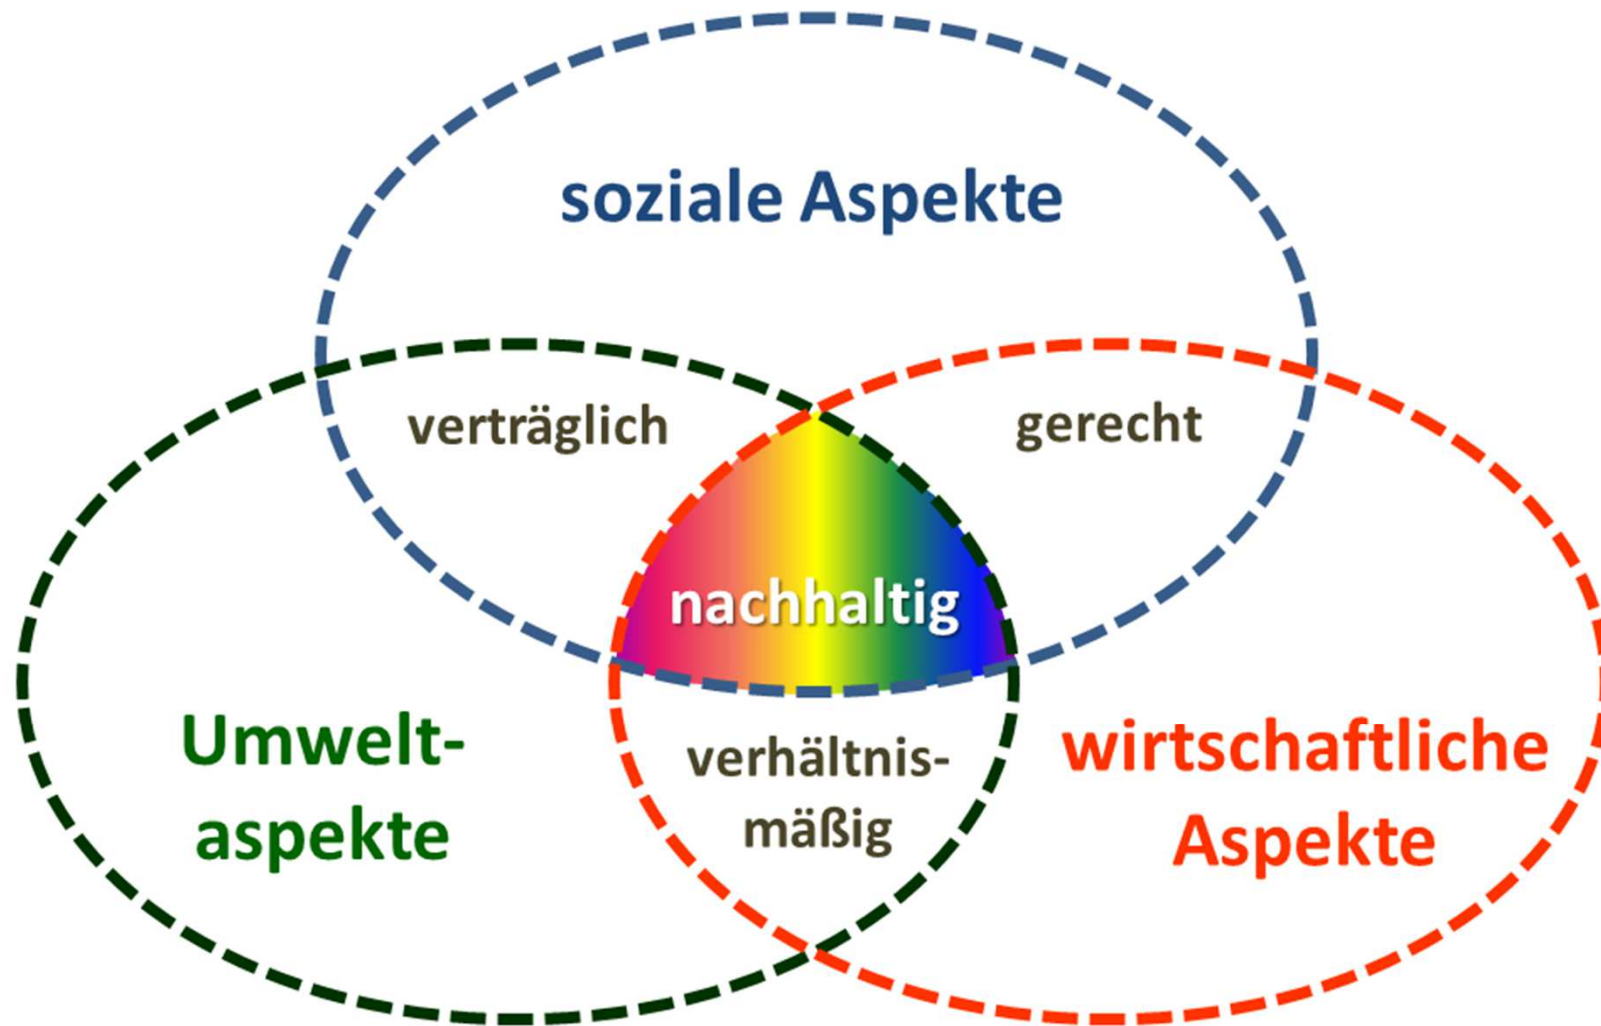 soziale Aspekte
verträglich
gerecht
nachhaltig
Umwelt-
aspekte
verhältnis-
mäßig
wirtschaftliche
Aspekte